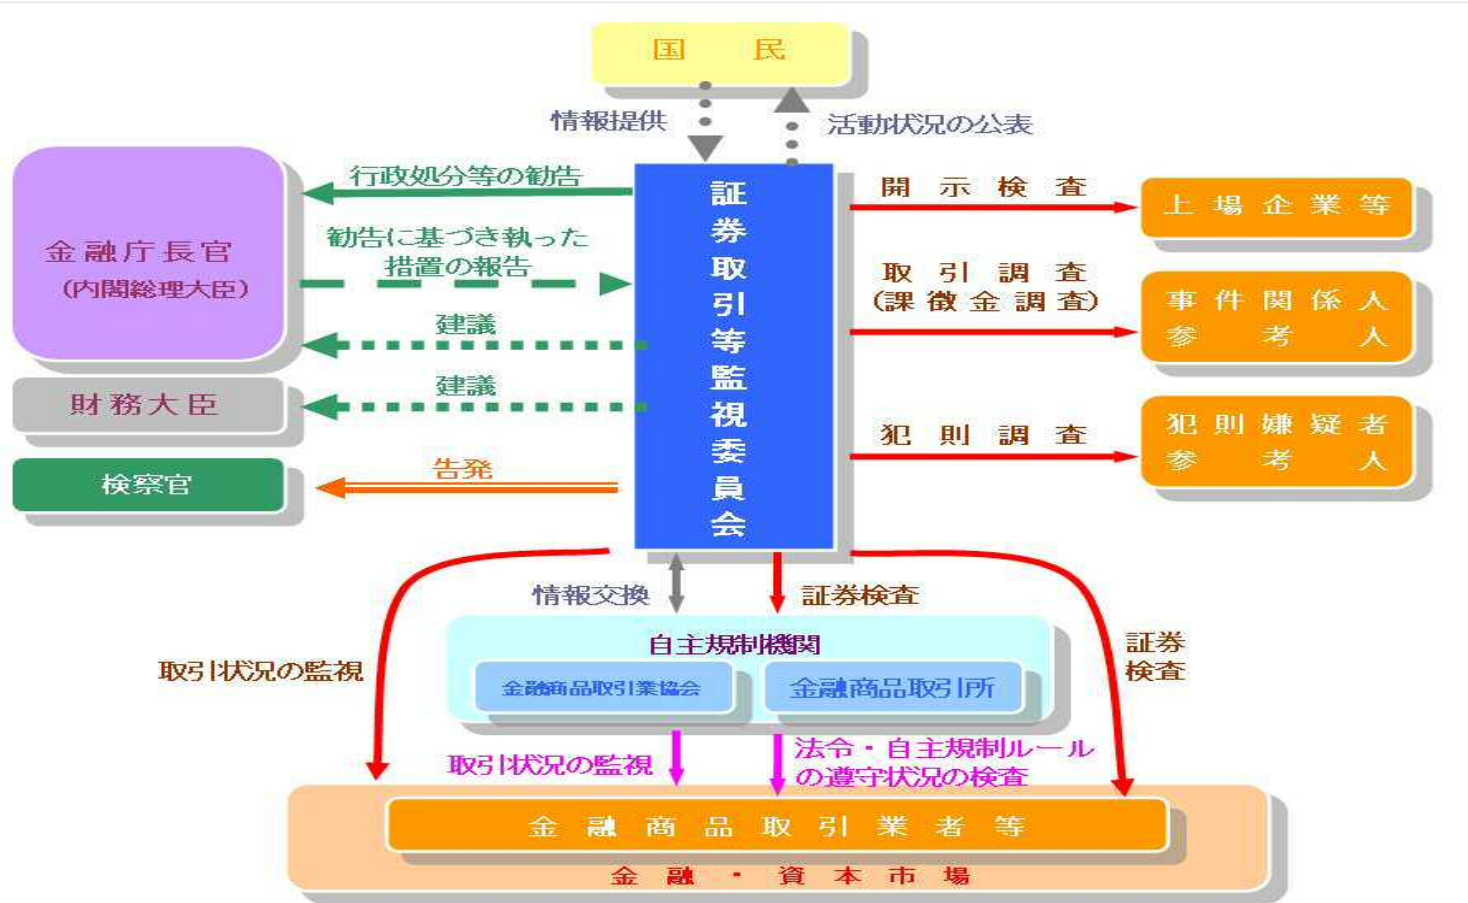 国民
情報提供
活動状況の公表
行政処分等の勧告
金融庁長官
(内閣総理大臣)
勧告に基づき執った
措置の報告
建議
建議
財務大臣
検察官
告発
証券取引等監視委員会
開示検査
上場企業等
取引調査
(課徴金調査)
事件関係人
参考人
犯則調査
犯則嫌疑者
参考人
情報交換
証券検査
取引状況の監視
証券
検査
自主規制機関
金融商品取引業協会
金融商品取引所
取引状況の監視
法令・自主規制ルール
の遵守状況の検査
金融商品取引業者等
金融・資本市場